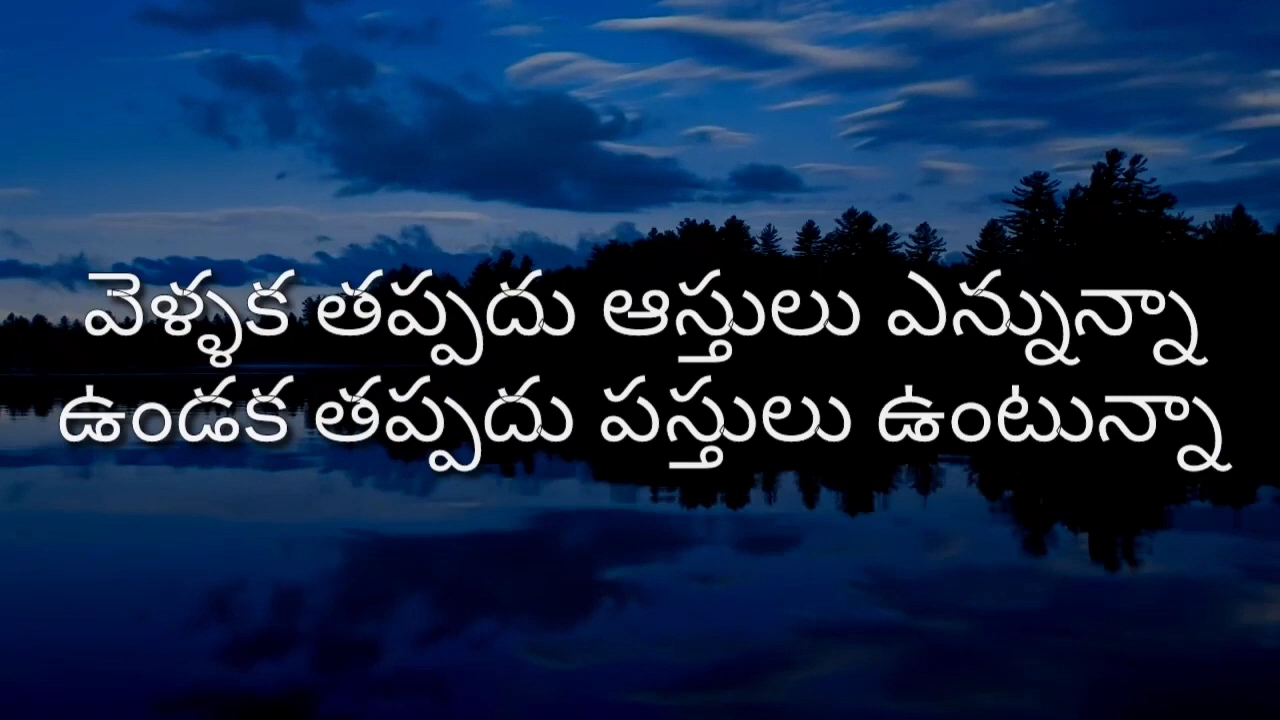 వెళ్ళక తప్పదు ఆస్తులు ఎన్నున్నా
ఉండక తప్పదు పస్తులు ఉంటున్నా